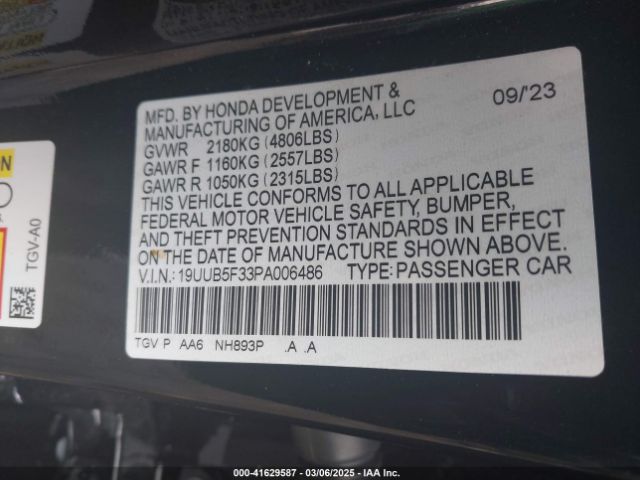 MFD. BY HONDA DEVELOPMENT & 09/'23
MANUFACTURING OF AMERICA, LLC
GVWR 2180KG (4806LBS)
GAWR F 1160KG (2557LBS)
GAWR R 1050KG (2315LBS)
THIS VEHICLE CONFORMS TO ALL APPLICABLE
FEDERAL MOTOR VEHICLE SAFETY, BUMPER,
AND THEFT PREVENTION STANDARDS IN EFFECT
ON THE DATE OF MANUFACTURE SHOWN ABOVE.
V.I.N.: 19UUB5F33PA006486 TYPE: PASSENGER CAR
TGV P AA6 NH893P .A .A
TGV-A0
000-41629587 — 03/06/2025 — IAA Inc.